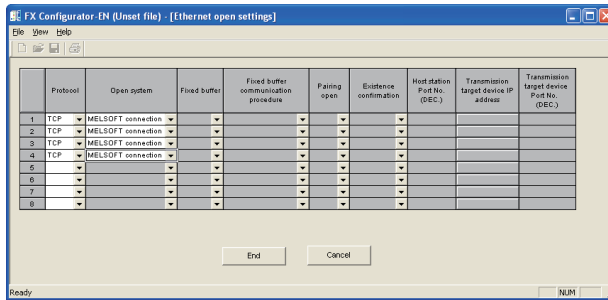 FX Configurator-EN (Unset file) - [Ethernet open settings]
File View Help
Protocol Open system Fixed buffer Fixed buffer communication procedure Pairing open Existence confirmation Host station Port No. (DEC.) Transmission target device IP address Transmission target device Port No. (DEC.)
1 TCP MELSOFT connection
2 TCP MELSOFT connection
3 TCP MELSOFT connection
4 TCP MELSOFT connection
5
6
7
8
End Cancel
Ready NUM